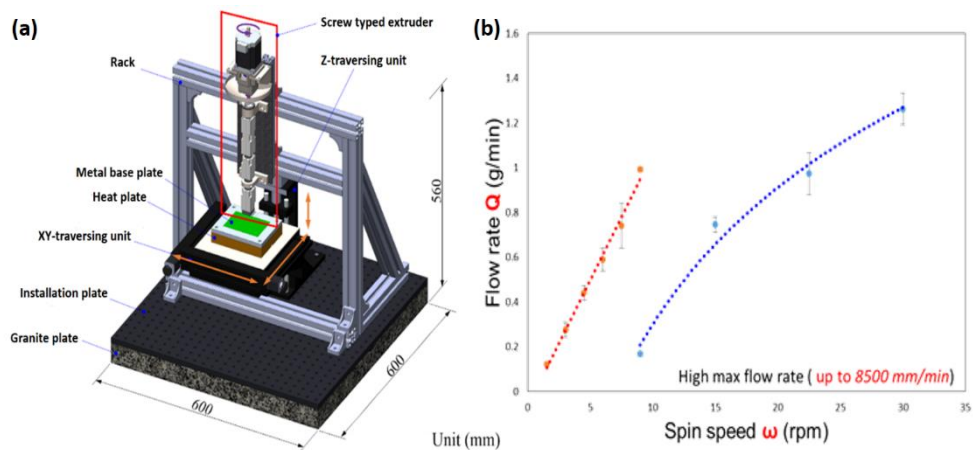 (a)
Screw typed extruder
Z-traversing unit
Rack
Metal base plate
Heat plate
XY-traversing unit
Installation plate
Granite plate
560
600
600
Unit (mm)
(b)
Flow rate Q (g/min)
1.6
1.4
1.2
1
0.8
0.6
0.4
0.2
0
0 5 10 15 20 25 30 35
High max flow rate ( up to 8500 mm/min)
Spin speed ω (rpm)